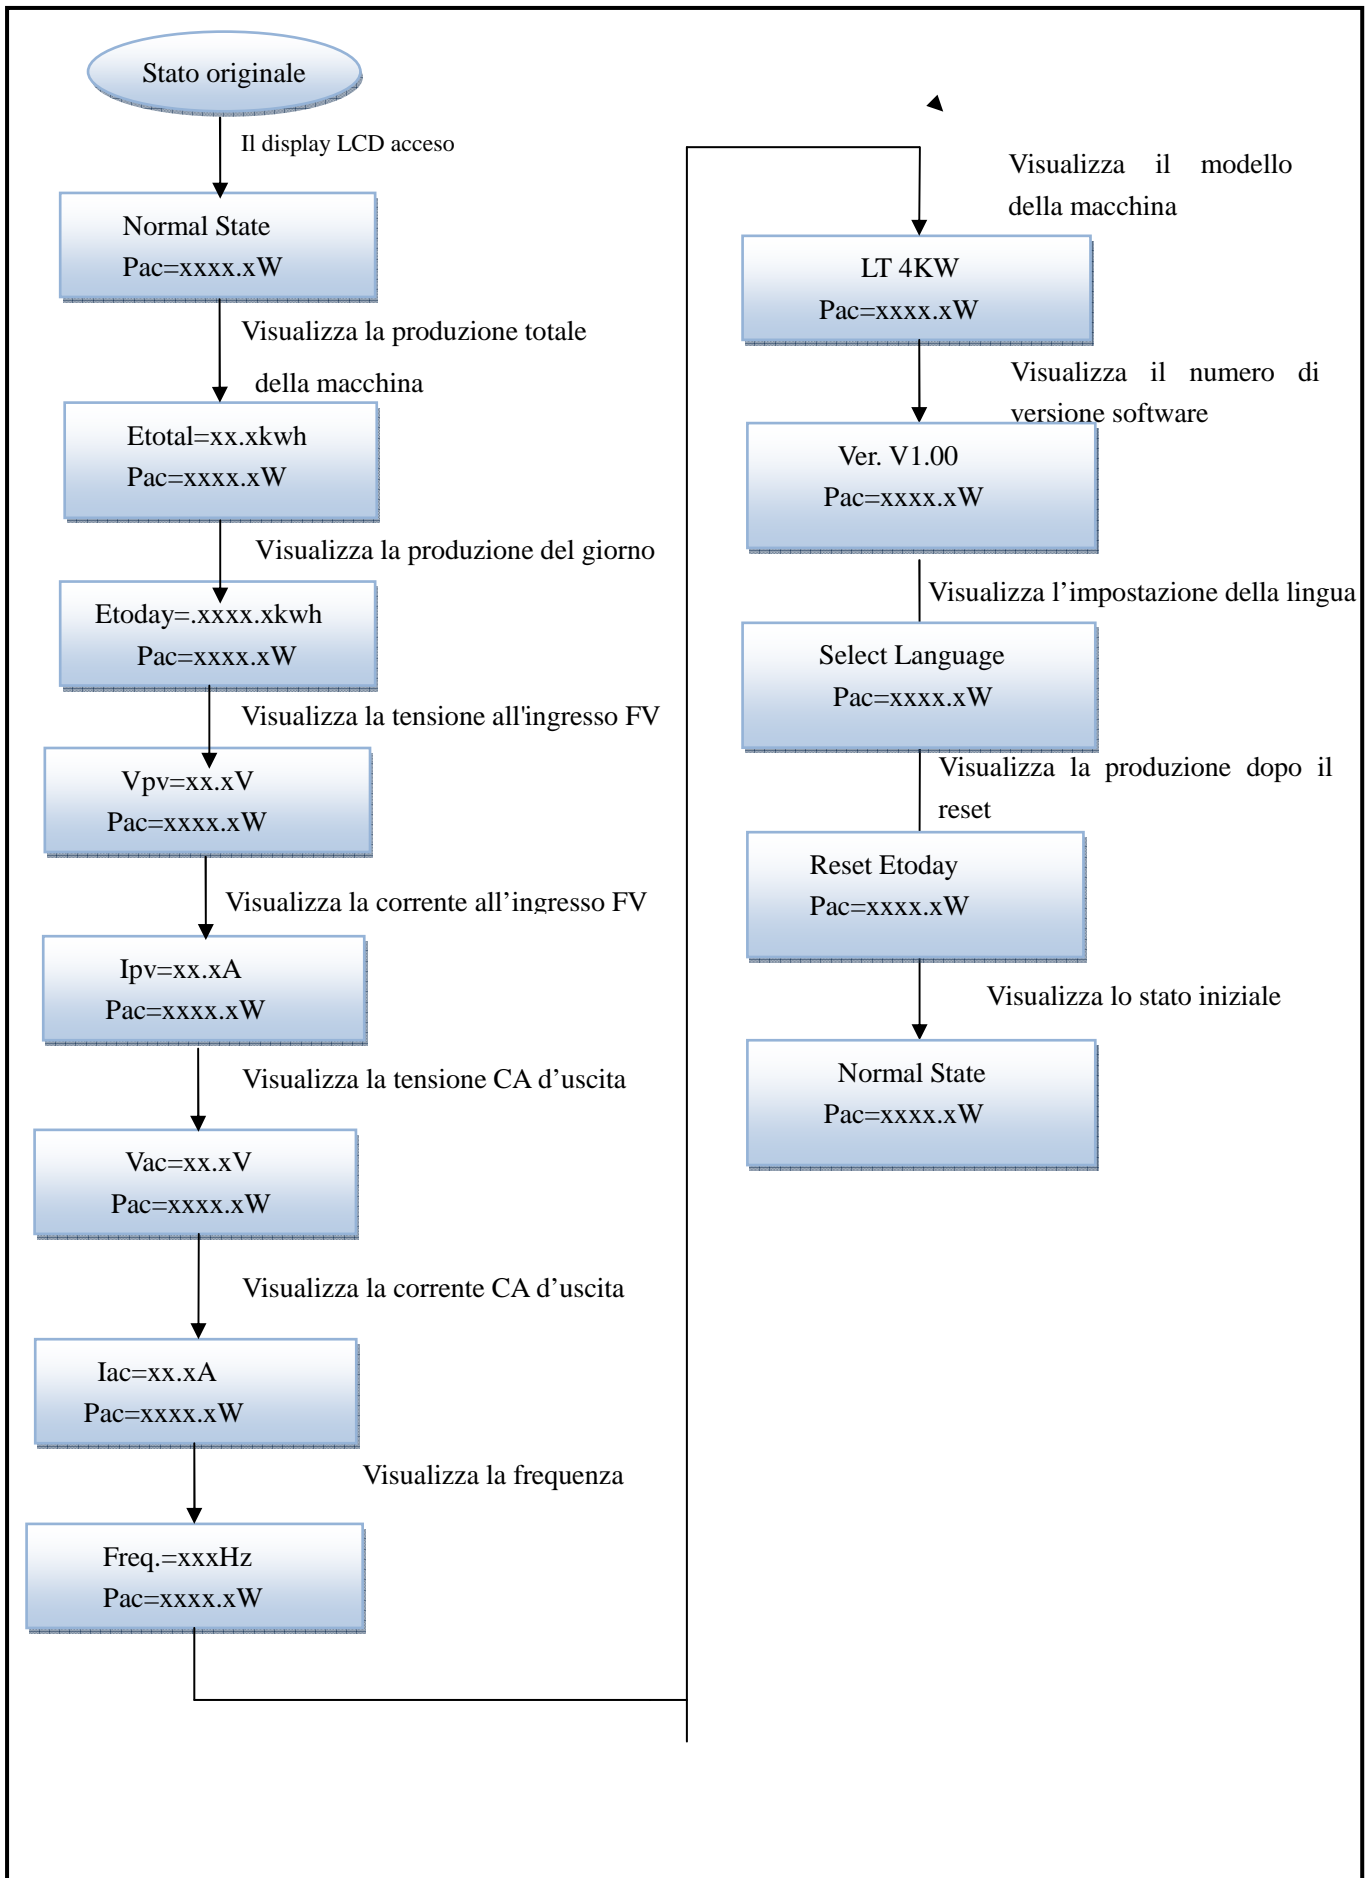 Stato originale
Il display LCD acceso
Normal State
Pac=xxxx.xW
Visualizza la produzione totale
della macchina
Etotal=xx.xkwh
Pac=xxxx.xW
Visualizza la produzione del giorno
Etoday=.xxxx.xkwh
Pac=xxxx.xW
Visualizza la tensione all'ingresso FV
Vpv=xx.xV
Pac=xxxx.xW
Visualizza la corrente all’ingresso FV
Ipv=xx.xA
Pac=xxxx.xW
Visualizza la tensione CA d’uscita
Vac=xx.xV
Pac=xxxx.xW
Visualizza la corrente CA d’uscita
Iac=xx.xA
Pac=xxxx.xW
Visualizza la frequenza
Freq.=xxxHz
Pac=xxxx.xW
Visualizza il modello
della macchina
LT 4KW
Pac=xxxx.xW
Visualizza il numero di
versione software
Ver. V1.00
Pac=xxxx.xW
Visualizza l’impostazione della lingua
Select Language
Pac=xxxx.xW
Visualizza la produzione dopo il
reset
Reset Etoday
Pac=xxxx.xW
Visualizza lo stato iniziale
Normal State
Pac=xxxx.xW